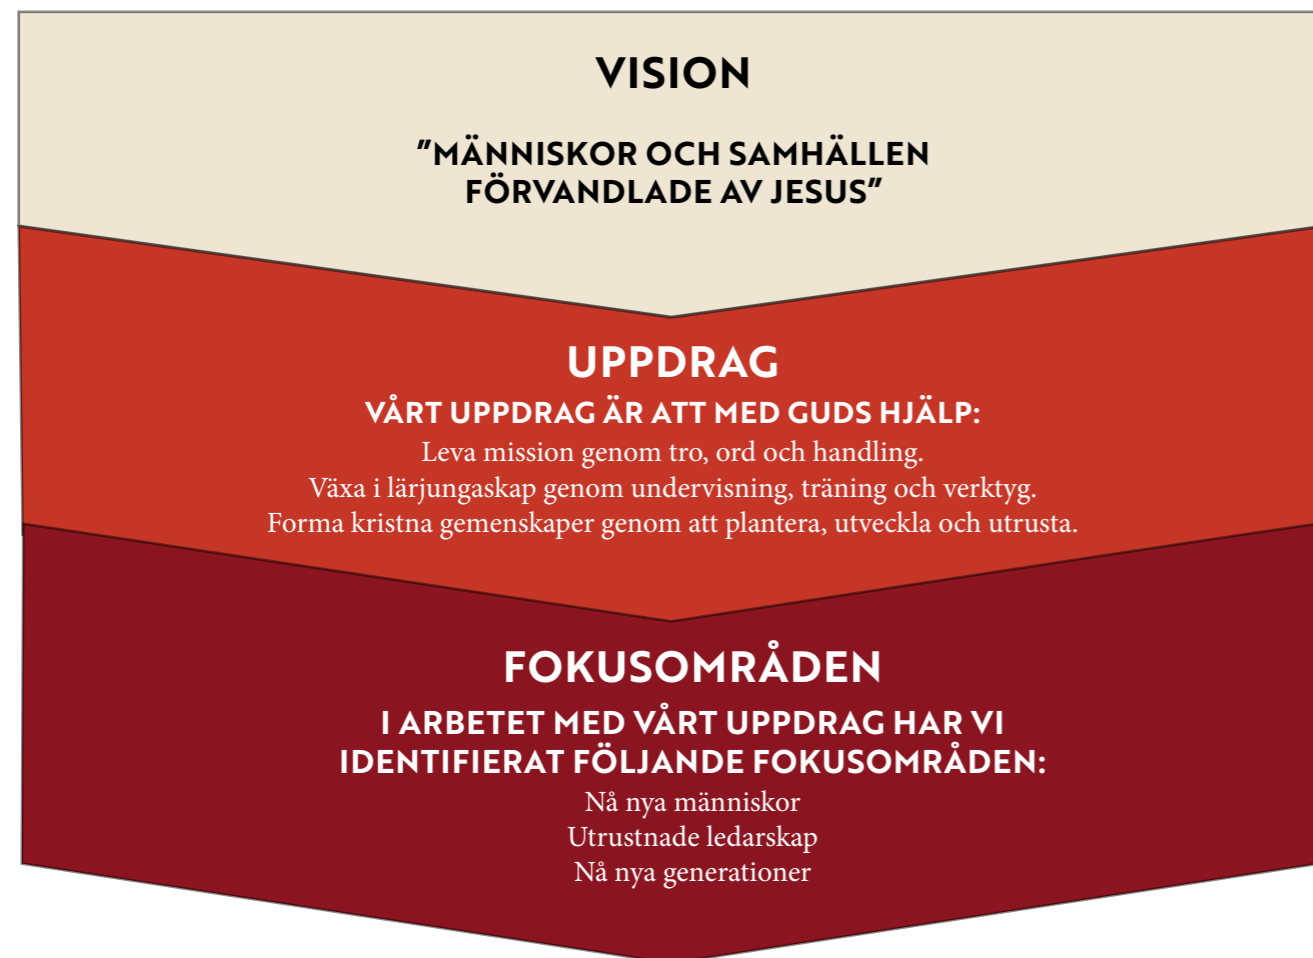 VISION
”MÄNNISKOR OCH SAMHÄLLEN
FÖRVANDLADE AV JESUS”
UPPDRAG
VÅRT UPPDRAG ÄR ATT MED GUDS HJÄLP:
Leva mission genom tro, ord och handling.
Växa i lärjungaskap genom undervisning, träning och verktyg.
Forma kristna gemenskaper genom att plantera, utveckla och utrusta.
FOKUSOMRÅDEN
I ARBETET MED VÅRT UPPDRAG HAR VI
IDENTIFIERAT FÖLJANDE FOKUSOMRÅDEN:
Nå nya människor
Utrustnade ledarskap
Nå nya generationer